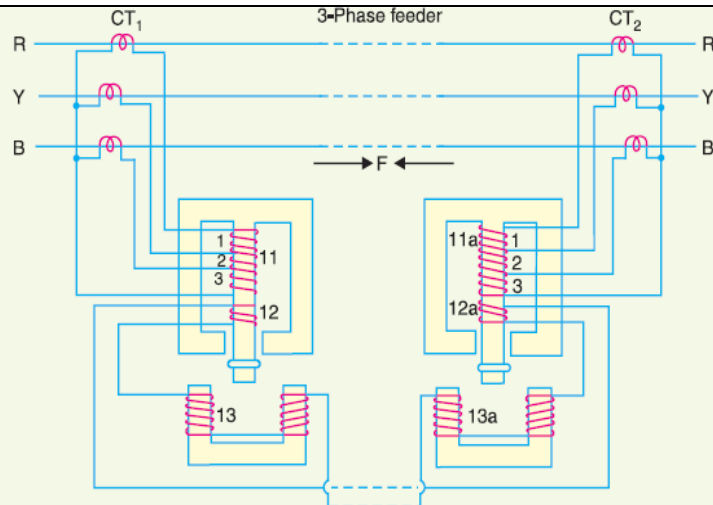 CT1 3-Phase feeder CT2
R R
Y Y
B B
F
1 11 11a 1
2 2
3 3
12 12a
13 13a